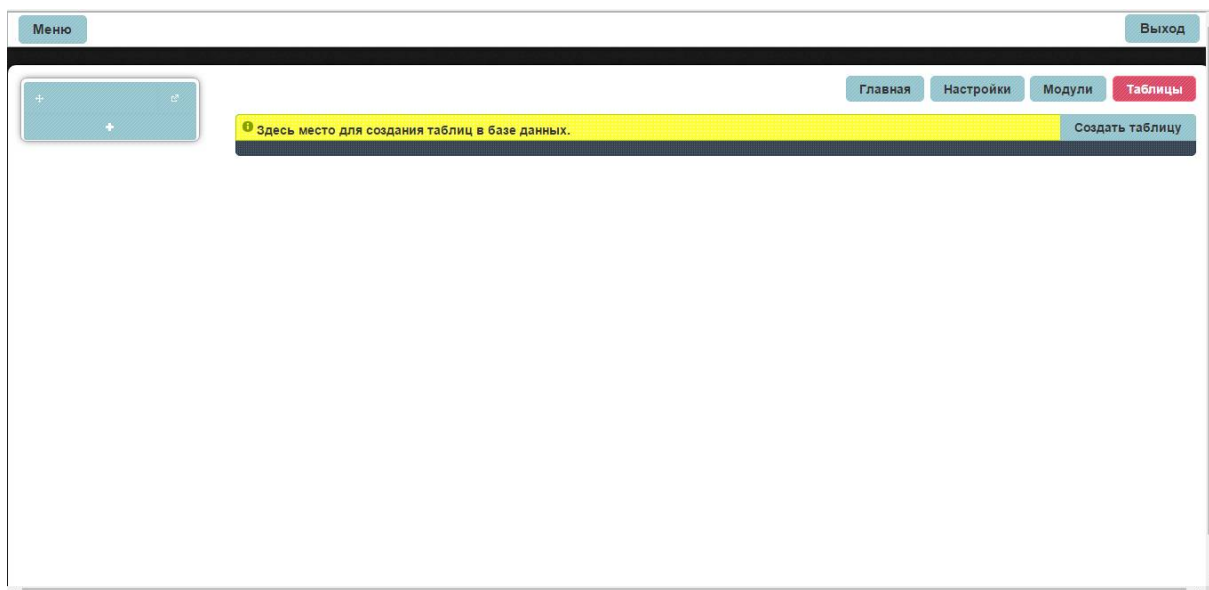 Меню
Выход
Главная Настройки Модули Таблицы
Здесь место для создания таблиц в базе данных.
Создать таблицу